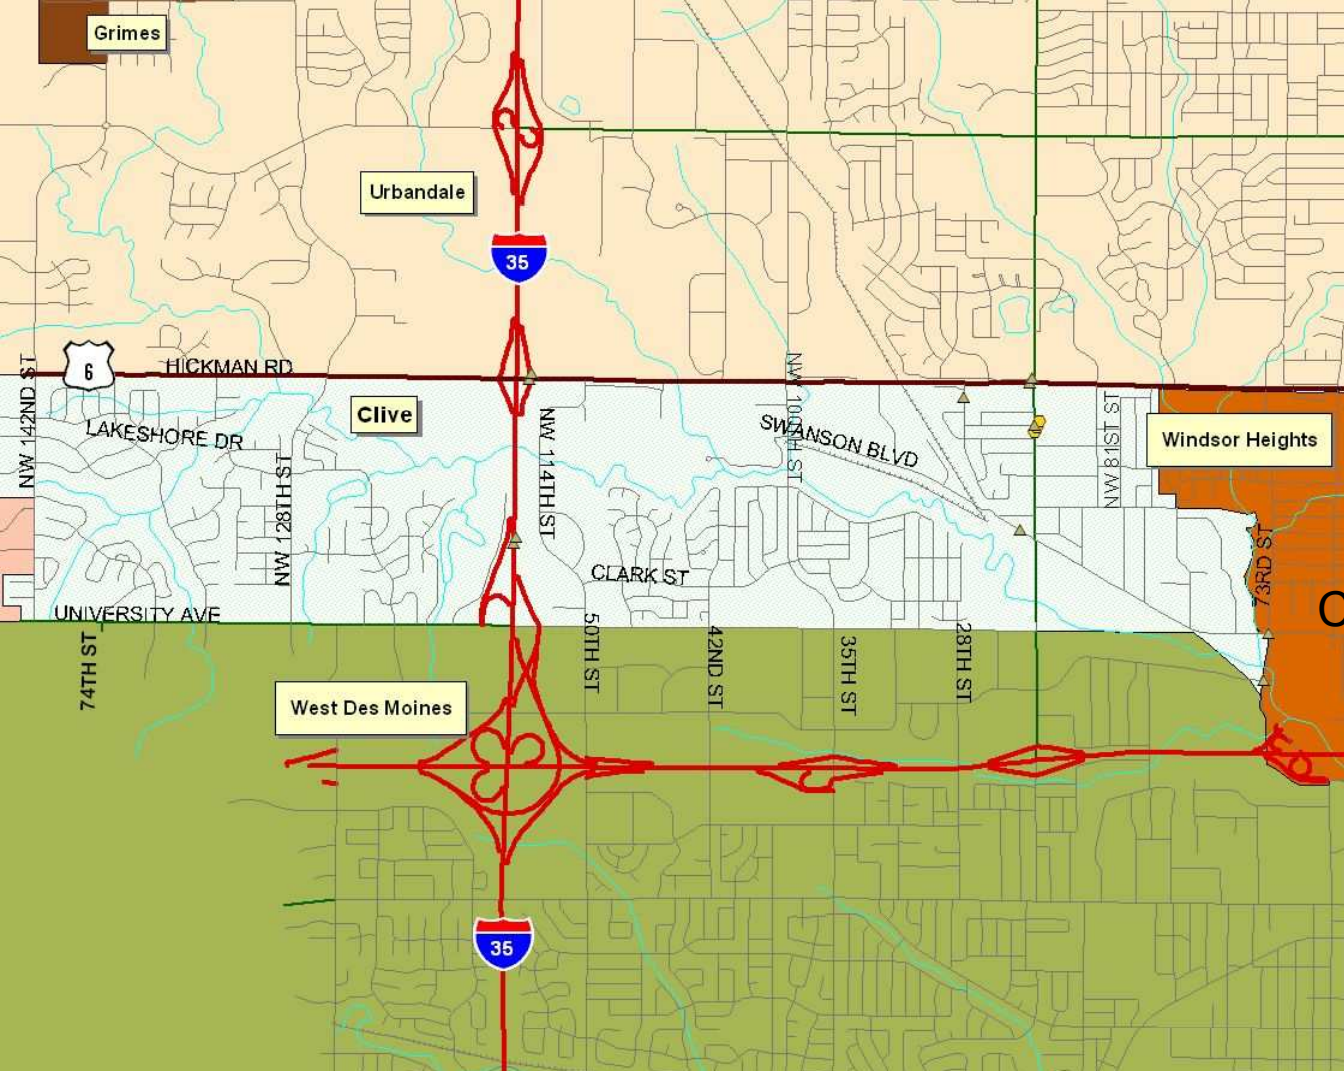 Grimes
Urbandale
35
6
HICKMAN RD
NW 142ND ST
Clive
LAKESHORE DR
NW 128TH ST
NW 114TH ST
NW 100TH ST
SWANSON BLVD
NW 81ST ST
Windsor Heights
73RD ST
CLARK ST
UNIVERSITY AVE
74TH ST
50TH ST
42ND ST
35TH ST
28TH ST
West Des Moines
35